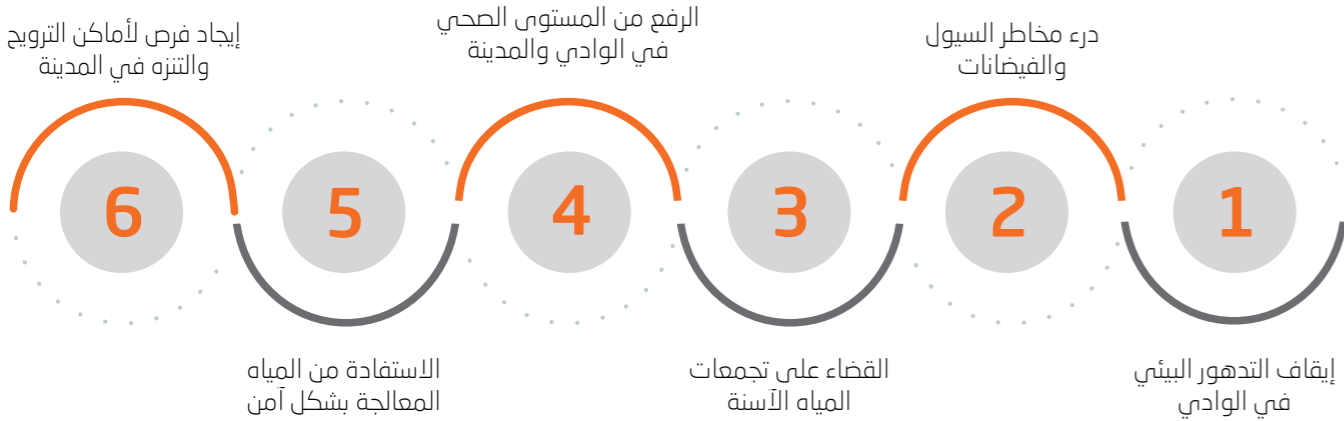 1
إيقاف التدهور البيئي
في الوادي
2
درء مخاطر السيول
والفيضانات
3
القضاء على تجمعات
المياه الآسنة
4
الرفع من المستوى الصحي
في الوادي والمدينة
5
الاستفادة من المياه
المعالجة بشكل آمن
6
إيجاد فرص لأماكن الترويح
والتنزه في المدينة